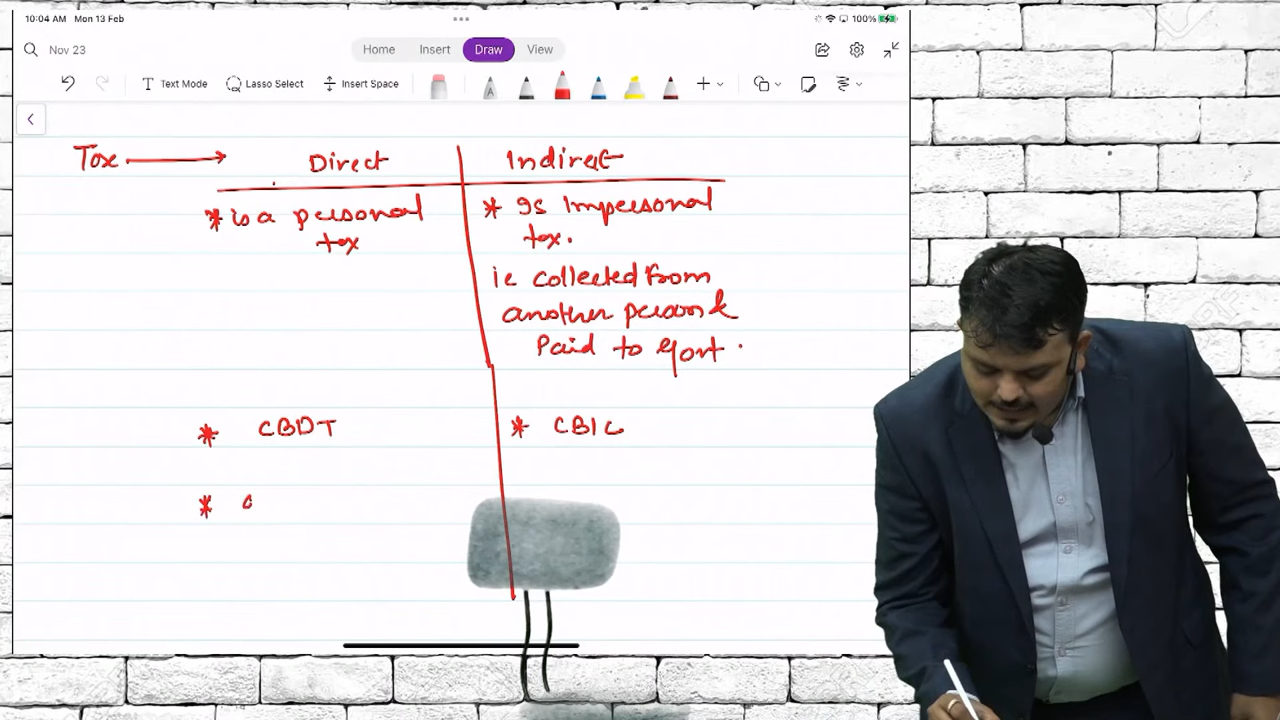 10:04 AM Mon 13 Feb
100%
Nov 23
Home Insert Draw View
Text Mode Lasso Select Insert Space
Tax Direct Indirect
* is a personal
tax
* Is Impersonal
tax.
ie collected from
another person &
Paid to Govt.
* CBDT
* CBIC
*